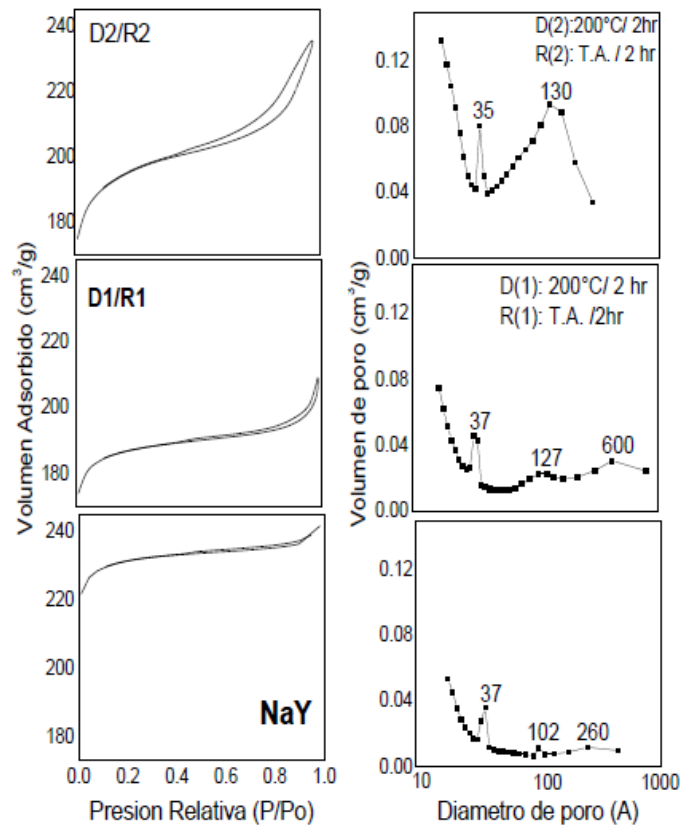 240
220
200
180
D2/R2
0.12
0.08
0.04
0.00
D(2):200°C/ 2hr
R(2): T.A. / 2 hr
35
130
240
220
200
180
D1/R1
0.12
0.08
0.04
0.00
D(1): 200°C/ 2 hr
R(1): T.A. /2hr
37
127
600
240
220
200
180
NaY
0.12
0.08
0.04
0.00
37
102
260
Volumen Adsorbido (cm³/g)
Volumen de poro (cm³/g)
0.0 0.2 0.4 0.6 0.8 1.0
10 100 1000
Presion Relativa (P/Po)
Diametro de poro (A)